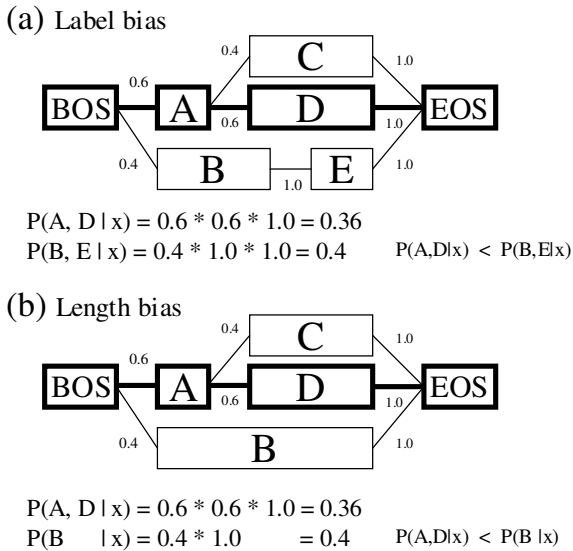 (a) Label bias
0.4 C 1.0
0.6
BOS A D EOS
0.6 1.0
0.4 B E 1.0
1.0
P(A, D | x) = 0.6 * 0.6 * 1.0 = 0.36
P(B, E | x) = 0.4 * 1.0 * 1.0 = 0.4 P(A,D|x) < P(B,E|x)
(b) Length bias
0.4 C 1.0
0.6
BOS A D EOS
0.6 1.0
0.4 B 1.0
P(A, D | x) = 0.6 * 0.6 * 1.0 = 0.36
P(B | x) = 0.4 * 1.0 = 0.4 P(A,D|x) < P(B |x)